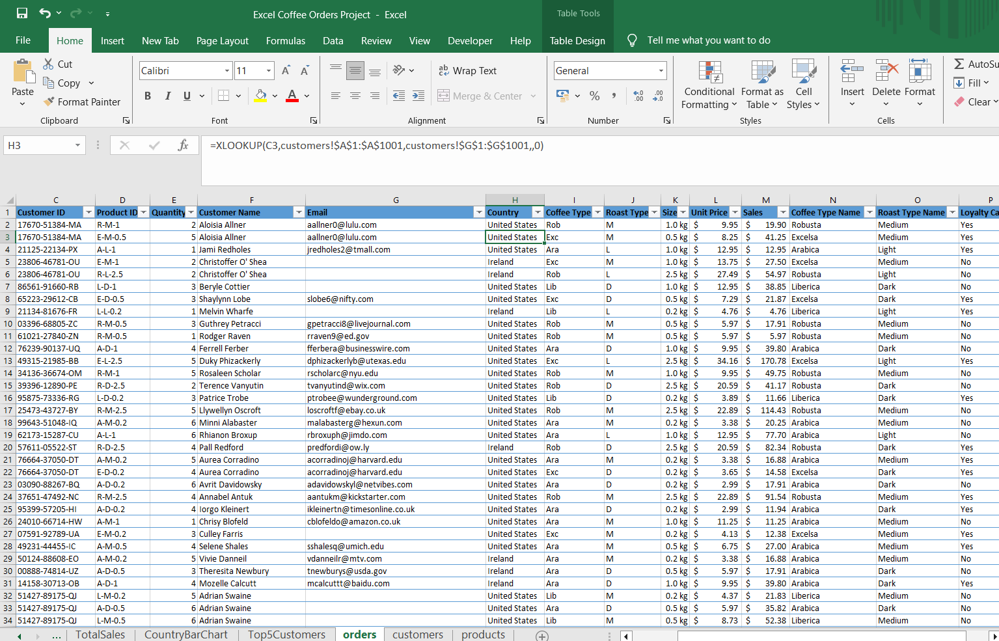 Excel Coffee Orders Project - Excel
Table Tools
File Home Insert New Tab Page Layout Formulas Data Review View Developer Help Table Design Tell me what you want to do
Paste
Cut
Copy
Format Painter
Clipboard
Calibri 11
B I U
Font
Wrap Text
Merge & Center
Alignment
General
Number
Conditional Formatting
Format as Table
Cell Styles
Styles
Insert Delete Format
Cells
AutoSu
Fill
Clear
H3 =XLOOKUP(C3,customers!$A$1:$A$1001,customers!$G$1:$G$1001,,0)
C D E F G H I J K L M N O P
1 Customer ID Product ID Quantity Customer Name Email Country Coffee Type Roast Type Size Unit Price Sales Coffee Type Name Roast Type Name Loyalty Ca
2 17670-51384-MA R-M-1 2 Aloisia Allner aallner0@lulu.com United States Rob M 1.0 kg $ 9.95 $ 19.90 Robusta Medium Yes
3 17670-51384-MA E-M-0.5 5 Aloisia Allner aallner0@lulu.com United States Exc M 0.5 kg $ 8.25 $ 41.25 Excelsa Medium Yes
4 21125-22134-PX A-L-1 1 Jami Redholes jredholes2@tmall.com United States Ara L 1.0 kg $ 12.95 $ 12.95 Arabica Light Yes
5 23806-46781-OU E-M-1 2 Christoffer O' Shea Ireland Exc M 1.0 kg $ 13.75 $ 27.50 Excelsa Medium No
6 23806-46781-OU R-L-2.5 2 Christoffer O' Shea Ireland Rob L 2.5 kg $ 27.49 $ 54.97 Robusta Light No
7 86561-91660-RB L-D-1 3 Beryle Cottier United States Lib D 1.0 kg $ 12.95 $ 38.85 Liberica Dark No
8 65223-29612-CB E-D-0.5 3 Shaylynn Lobe slobe6@nifty.com United States Exc D 0.5 kg $ 7.29 $ 21.87 Excelsa Dark Yes
9 21134-81676-FR L-L-0.2 1 Melvin Wharfe Ireland Lib L 0.2 kg $ 4.76 $ 4.76 Liberica Light Yes
10 03396-68805-ZC R-M-0.5 3 Guthrey Petracci gpetracci8@livejournal.com United States Rob M 0.5 kg $ 5.97 $ 17.91 Robusta Medium No
11 61021-27840-ZN R-M-0.5 1 Rodger Raven rraven9@ed.gov United States Rob M 0.5 kg $ 5.97 $ 5.97 Robusta Medium No
12 76239-90137-UQ A-D-1 4 Ferrell Ferber fferbera@businesswire.com United States Ara D 1.0 kg $ 9.95 $ 39.80 Arabica Dark No
13 49315-21985-BB E-L-2.5 5 Duky Phizackerly dphizackerlyb@utexas.edu United States Exc L 2.5 kg $ 34.16 $ 170.78 Excelsa Light Yes
14 34136-36674-OM R-M-1 5 Rosaleen Scholar rscholarc@nyu.edu United States Rob M 1.0 kg $ 9.95 $ 49.75 Robusta Medium No
15 39396-12890-PE R-D-2.5 2 Terence Vanyutin tvanyutind@wix.com United States Rob D 2.5 kg $ 20.59 $ 41.17 Robusta Dark No
16 95875-73336-RG L-D-0.2 3 Patrice Trobe ptrobee@wunderground.com United States Lib D 0.2 kg $ 3.89 $ 11.66 Liberica Dark Yes
17 25473-43727-BY R-M-2.5 5 Llywellyn Oscroft loscroftf@ebay.co.uk United States Rob M 2.5 kg $ 22.89 $ 114.43 Robusta Medium No
18 99643-51048-IQ A-M-0.2 6 Minni Alabaster malabasterg@hexun.com United States Ara M 0.2 kg $ 3.38 $ 20.25 Arabica Medium No
19 62173-15287-CU A-L-1 6 Rhianon Broxup rbroxuph@jimdo.com United States Ara L 1.0 kg $ 12.95 $ 77.70 Arabica Light No
20 57611-05522-ST R-D-2.5 4 Pall Redford predfordi@ow.ly Ireland Rob D 2.5 kg $ 20.59 $ 82.34 Robusta Dark Yes
21 76664-37050-DT A-M-0.2 5 Aurea Corradino acorradinoj@harvard.edu United States Ara M 0.2 kg $ 3.38 $ 16.88 Arabica Medium Yes
22 76664-37050-DT E-D-0.2 4 Aurea Corradino acorradinoj@harvard.edu United States Exc D 0.2 kg $ 3.65 $ 14.58 Excelsa Dark Yes
23 03090-88267-BQ A-D-0.2 6 Avrit Davidowsky adavidowskyl@netvibes.com United States Ara D 0.2 kg $ 2.99 $ 17.91 Arabica Dark No
24 37651-47492-NC R-M-2.5 4 Annabel Antuk aantukm@kickstarter.com United States Rob M 2.5 kg $ 22.89 $ 91.54 Robusta Medium Yes
25 95399-57205-HI A-D-0.2 4 Iorgo Kleinert ikleinertn@timesonline.co.uk United States Ara D 0.2 kg $ 2.99 $ 11.94 Arabica Dark Yes
26 24010-66714-HW A-M-1 1 Chrisy Blofeld cblofeldo@amazon.co.uk United States Ara M 1.0 kg $ 11.25 $ 11.25 Arabica Medium No
27 07591-92789-UA E-M-0.2 3 Culley Farris United States Exc M 0.2 kg $ 4.13 $ 12.38 Excelsa Medium Yes
28 49231-44455-IC A-M-0.5 4 Selene Shales sshalesq@umich.edu United States Ara M 0.5 kg $ 6.75 $ 27.00 Arabica Medium Yes
29 50124-88608-EO A-M-0.2 5 Vivie Danneil vdanneilr@mtv.com Ireland Ara M 0.2 kg $ 3.38 $ 16.88 Arabica Medium No
30 00888-74814-UZ A-D-0.5 3 Theresita Newbury tnewburys@usda.gov Ireland Ara D 0.5 kg $ 5.97 $ 17.91 Arabica Dark No
31 14158-30713-OB A-D-1 4 Mozelle Calcutt mcalcuttt@baidu.com Ireland Ara D 1.0 kg $ 9.95 $ 39.80 Arabica Dark Yes
32 51427-89175-QJ L-M-0.2 5 Adrian Swaine United States Lib M 0.2 kg $ 4.37 $ 21.83 Liberica Medium No
33 51427-89175-QJ A-D-0.5 6 Adrian Swaine United States Ara D 0.5 kg $ 5.97 $ 35.82 Arabica Dark No
34 51427-89175-QJ L-M-0.5 6 Adrian Swaine United States Lib M 0.5 kg $ 8.73 $ 52.38 Liberica Medium No
... TotalSales CountryBarChart Top5Customers orders customers products